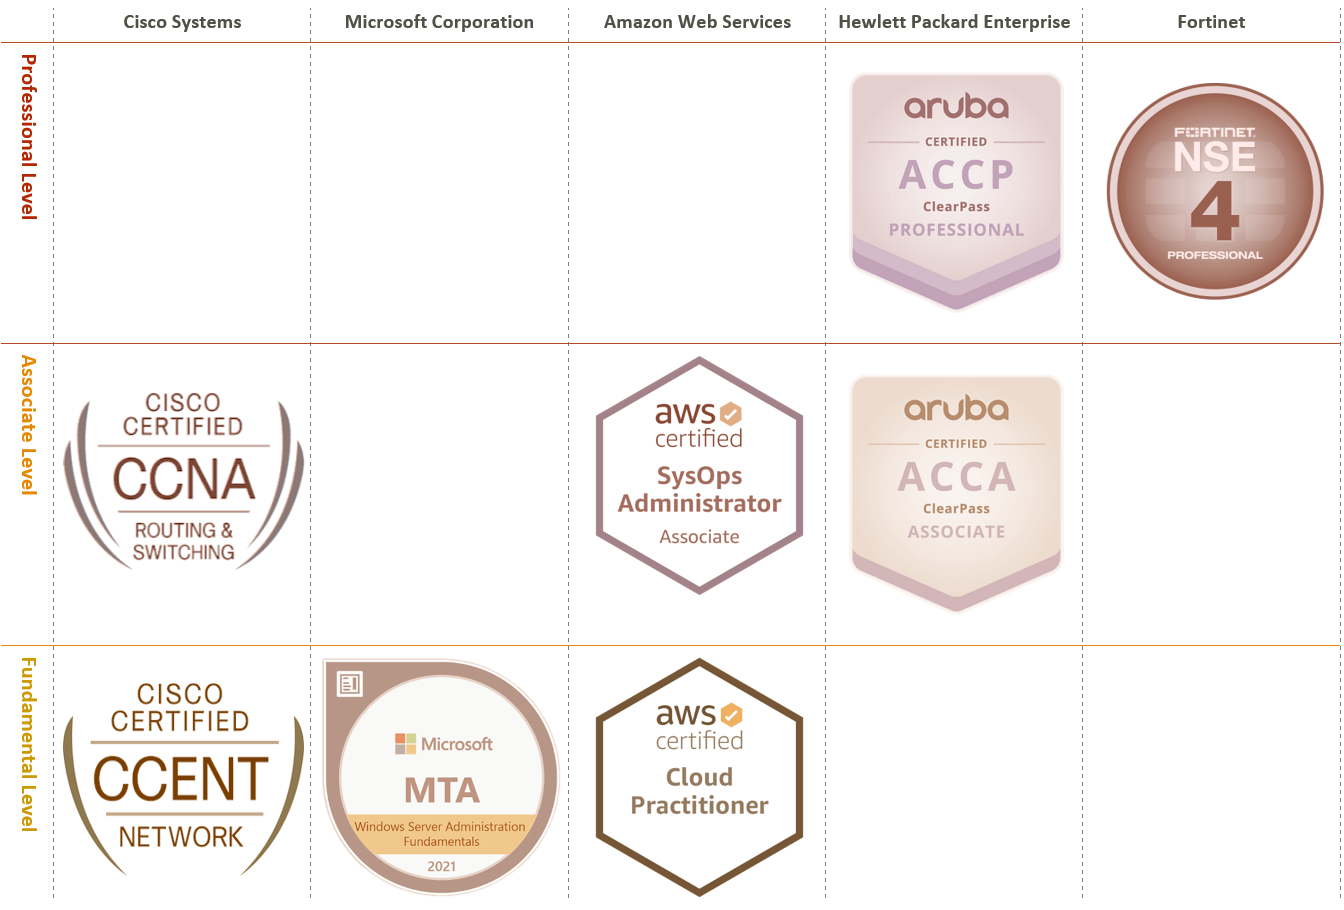 Cisco Systems
Microsoft Corporation
Amazon Web Services
Hewlett Packard Enterprise
Fortinet
Professional Level
aruba
CERTIFIED
ACCP
ClearPass
PROFESSIONAL
FORTINET
NSE
4
PROFESSIONAL
Associate Level
CISCO
CERTIFIED
CCNA
ROUTING &
SWITCHING
aws
certified
SysOps
Administrator
Associate
aruba
CERTIFIED
ACCA
ClearPass
ASSOCIATE
Fundamental Level
CISCO
CERTIFIED
CCENT
NETWORK
Microsoft
MTA
Windows Server Administration
Fundamentals
2021
aws
certified
Cloud
Practitioner